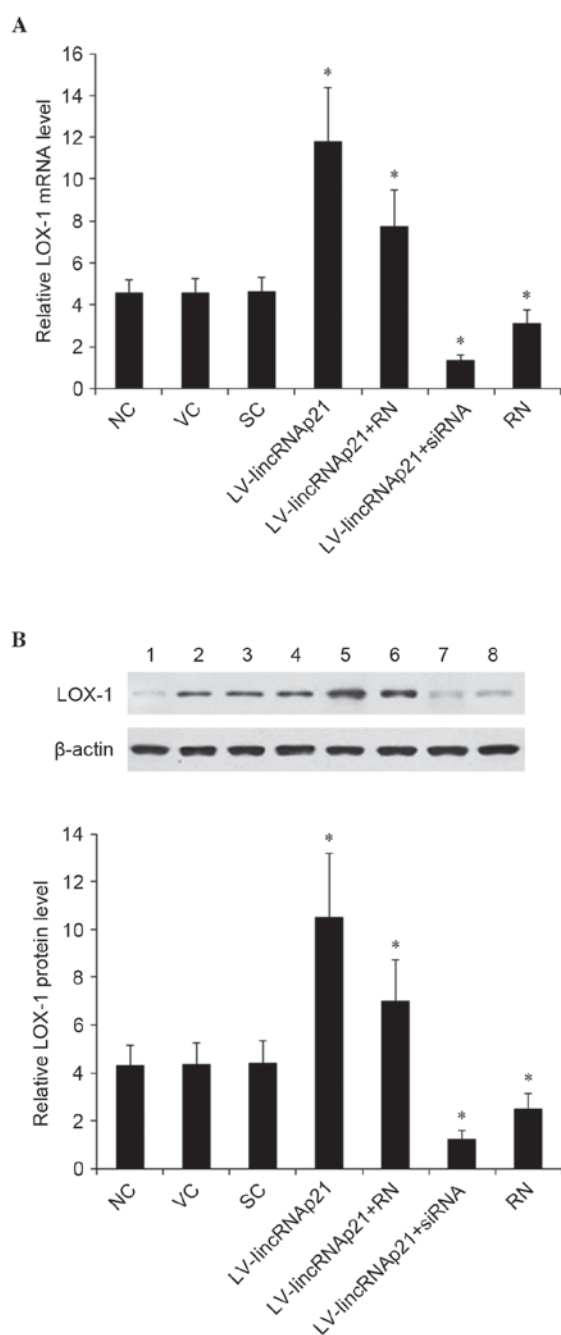 A
16
14
12
10
8
6
4
2
0
Relative LOX-1 mRNA level
*
*
*
*
NC
VC
SC
LV-lincRNAp21
LV-lincRNAp21+RN
LV-lincRNAp21+siRNA
RN
B
1 2 3 4 5 6 7 8
LOX-1
β-actin
14
12
10
8
6
4
2
0
Relative LOX-1 protein level
*
*
*
*
NC
VC
SC
LV-lincRNAp21
LV-lincRNAp21+RN
LV-lincRNAp21+siRNA
RN